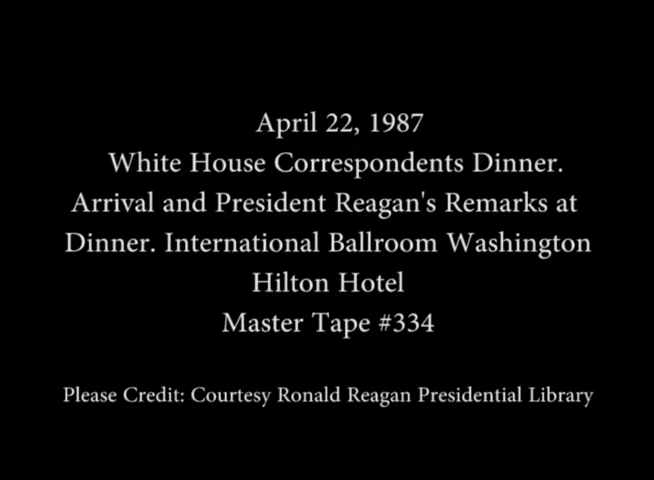 April 22, 1987
White House Correspondents Dinner.
Arrival and President Reagan's Remarks at
Dinner. International Ballroom Washington
Hilton Hotel
Master Tape #334
Please Credit: Courtesy Ronald Reagan Presidential Library